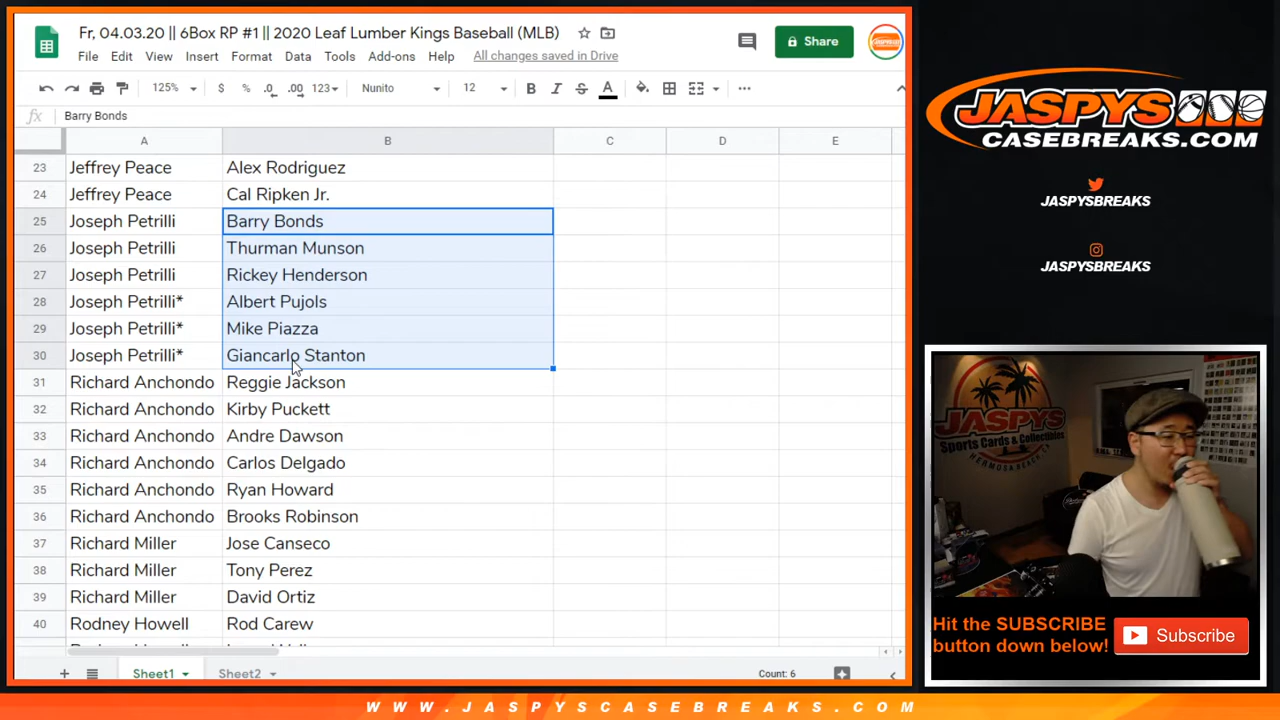 Fr, 04.03.20 || 6Box RP #1 || 2020 Leaf Lumber Kings Baseball (MLB)
File Edit View Insert Format Data Tools Add-ons Help All changes saved in Drive
Share
125% $ % .0 .00 123 Nunito 12 B I S A
fx Barry Bonds
A B C D E
23 Jeffrey Peace Alex Rodriguez
24 Jeffrey Peace Cal Ripken Jr.
25 Joseph Petrilli Barry Bonds
26 Joseph Petrilli Thurman Munson
27 Joseph Petrilli Rickey Henderson
28 Joseph Petrilli* Albert Pujols
29 Joseph Petrilli* Mike Piazza
30 Joseph Petrilli* Giancarlo Stanton
31 Richard Anchondo Reggie Jackson
32 Richard Anchondo Kirby Puckett
33 Richard Anchondo Andre Dawson
34 Richard Anchondo Carlos Delgado
35 Richard Anchondo Ryan Howard
36 Richard Anchondo Brooks Robinson
37 Richard Miller Jose Canseco
38 Richard Miller Tony Perez
39 Richard Miller David Ortiz
40 Rodney Howell Rod Carew
Sheet1 Sheet2 Count: 6
JASPYS
CASEBREAKS.COM
JASPYSBREAKS
JASPYSBREAKS
JASPYS
Sports Cards & Collectibles
HERMOSA BEACH, CA
Hit the SUBSCRIBE
button down below!
Subscribe
WWW.JASPYSCASEBREAKS.COM